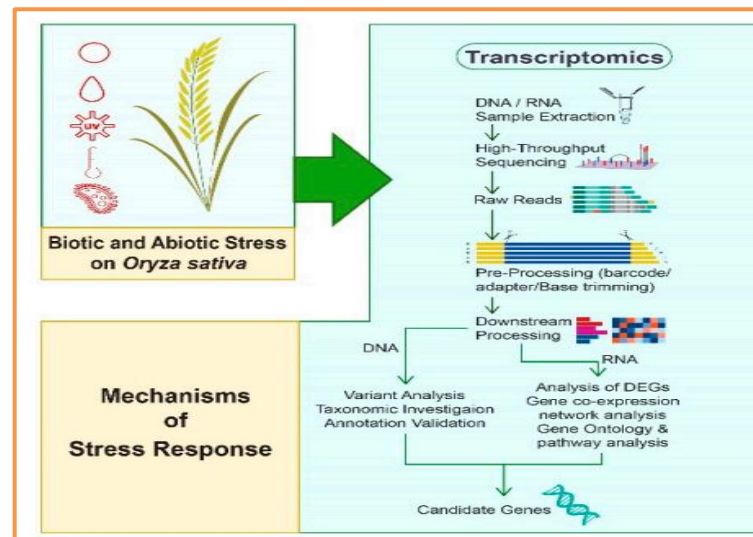 UV
Biotic and Abiotic Stress
on Oryza sativa
Mechanisms
of
Stress Response
Transcriptomics
DNA / RNA
Sample Extraction
High-Throughput
Sequencing
Raw Reads
Pre-Processing (barcode/
adapter/Base trimming)
Downstream
Processing
DNA
RNA
Variant Analysis
Taxonomic Investigaion
Annotation Validation
Analysis of DEGs
Gene co-expression
network analysis
Gene Ontology &
pathway analysis
Candidate Genes